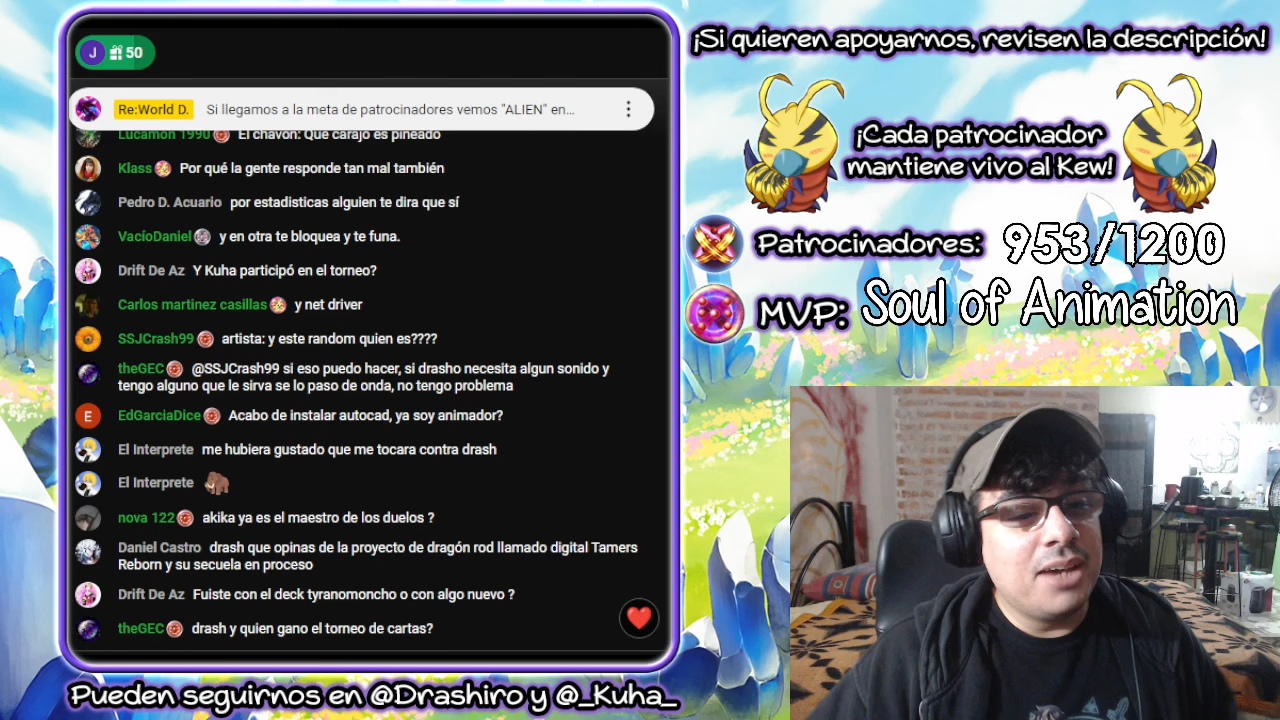 ¡Si quieren apoyarnos, revisen la descripción!
J 50
Re:World D. Si llegamos a la meta de patrocinadores vemos "ALIEN" en...
Lucamon 1990 El chavon: Que carajo es pineado
Klass Por qué la gente responde tan mal también
Pedro D. Acuario por estadisticas alguien te dira que sí
VacíoDaniel y en otra te bloquea y te funa.
Drift De Az Y Kuha participó en el torneo?
Carlos martinez casillas y net driver
SSJCrash99 artista: y este random quien es????
theGEC @SSJCrash99 si eso puedo hacer, si drasho necesita algun sonido y
tengo alguno que le sirva se lo paso de onda, no tengo problema
E EdGarciaDice Acabo de instalar autocad, ya soy animador?
El Interprete me hubiera gustado que me tocara contra drash
El Interprete
nova 122 akika ya es el maestro de los duelos ?
Daniel Castro drash que opinas de la proyecto de dragón rod llamado digital Tamers
Reborn y su secuela en proceso
Drift De Az Fuiste con el deck tyranomoncho o con algo nuevo ?
theGEC drash y quien gano el torneo de cartas?
¡Cada patrocinador
mantiene vivo al Kew!
Patrocinadores: 953/1200
MVP: Soul of Animation
Pueden seguirnos en @Drashiro y @_Kuha_